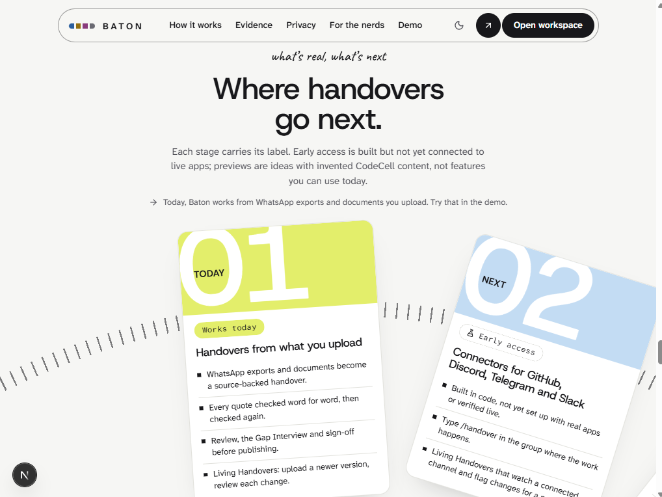 BATON How it works Evidence Privacy For the nerds Demo Open workspace
what's real, what's next
Where handovers
go next.
Each stage carries its label. Early access is built but not yet connected to
live apps; previews are ideas with invented CodeCell content, not features
you can use today.
→ Today, Baton works from WhatsApp exports and documents you upload. Try that in the demo.
01
TODAY
Works today
Handovers from what you upload
WhatsApp exports and documents become
a source-backed handover.
Every quote checked word for word, then
checked again.
Review, the Gap Interview and sign-off
before publishing.
Living Handovers: upload a newer version,
review each change.
02
NEXT
Early access
Connectors for GitHub,
Discord, Telegram and Slack
Built in code, not yet set up with real apps
or verified live.
Type /handover in the group where the work
happens.
Living Handovers that watch a connected
channel and flag changes for a
N